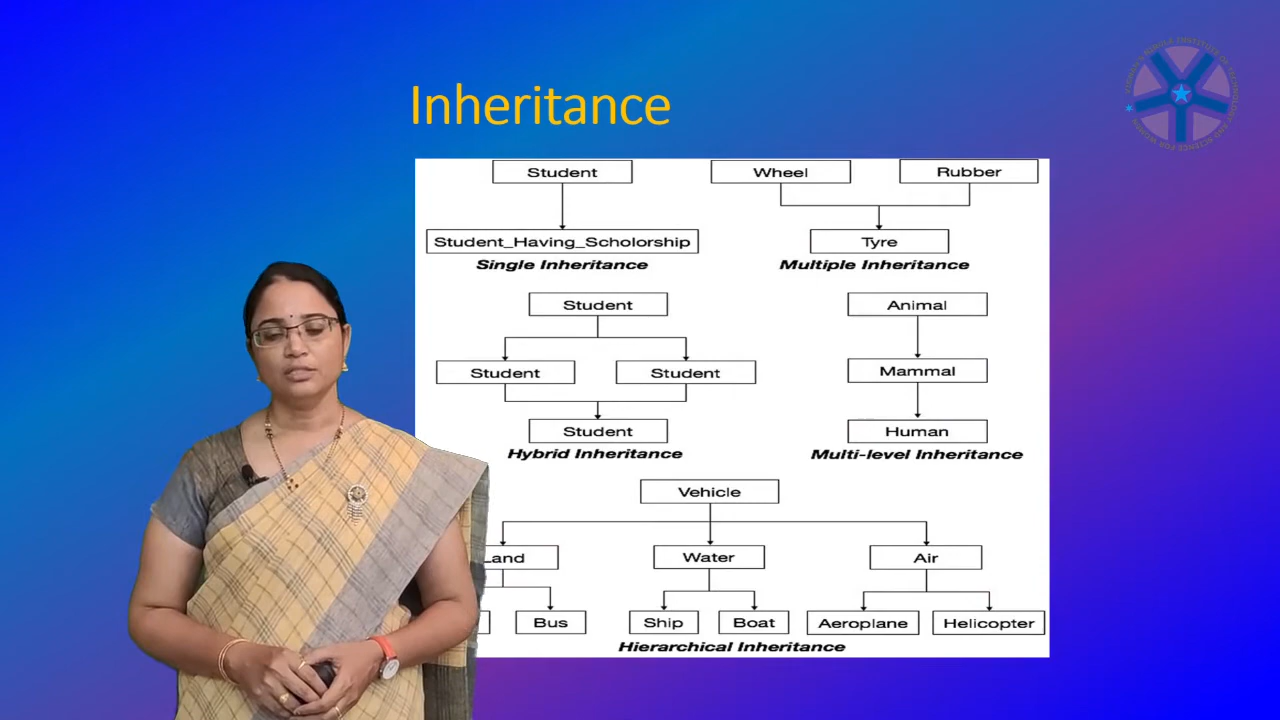 Inheritance
Student
Wheel
Rubber
Student_Having_Scholorship
Tyre
Single Inheritance
Multiple Inheritance
Student
Animal
Student
Student
Mammal
Student
Human
Hybrid Inheritance
Multi-level Inheritance
Vehicle
Land
Water
Air
Bus
Ship
Boat
Aeroplane
Helicopter
Hierarchical Inheritance